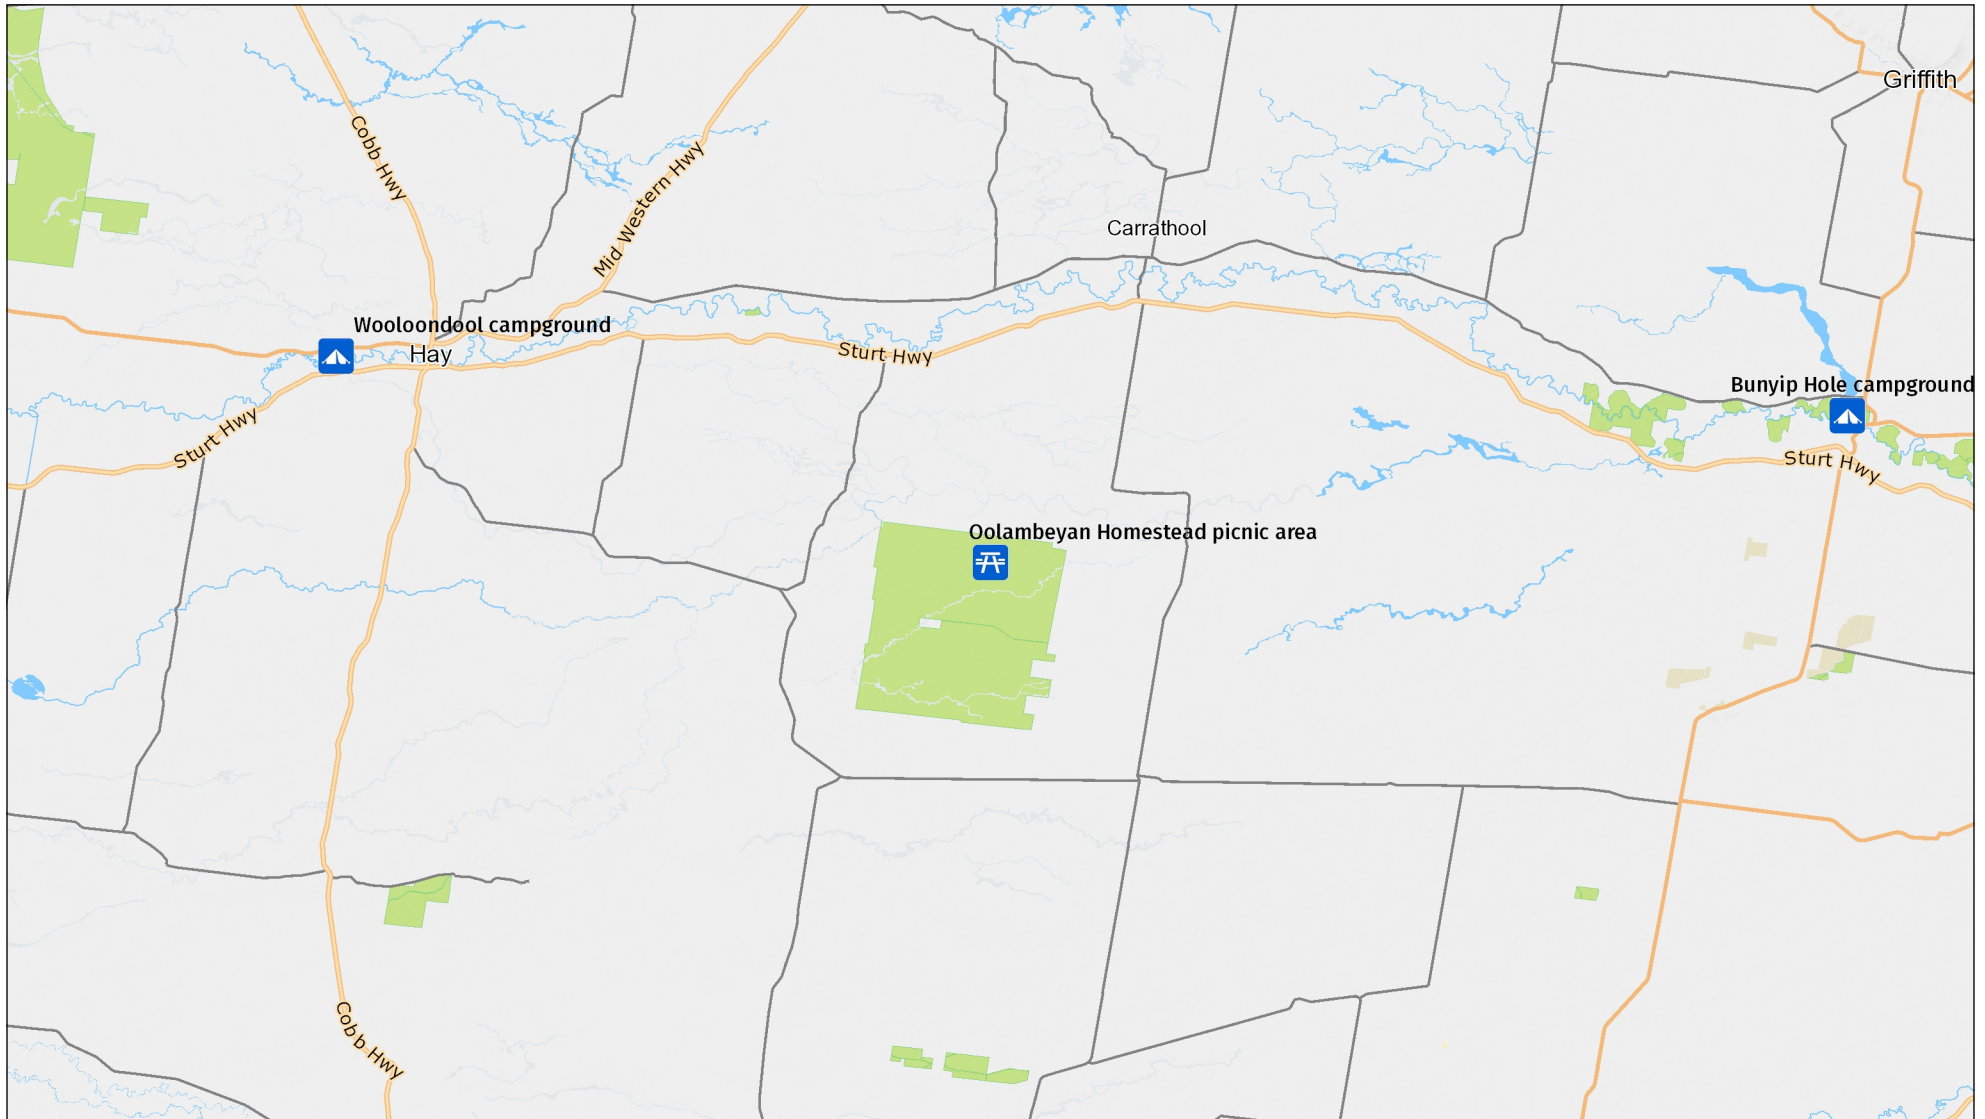 Griffith
Cobb Hwy
Mid Western Hwy
Carrathool
Wooloondool campground
Hay
Sturt Hwy
Bunyip Hole campground
Sturt Hwy
Sturt Hwy
Oolambeyan Homestead picnic area
Cobb Hwy